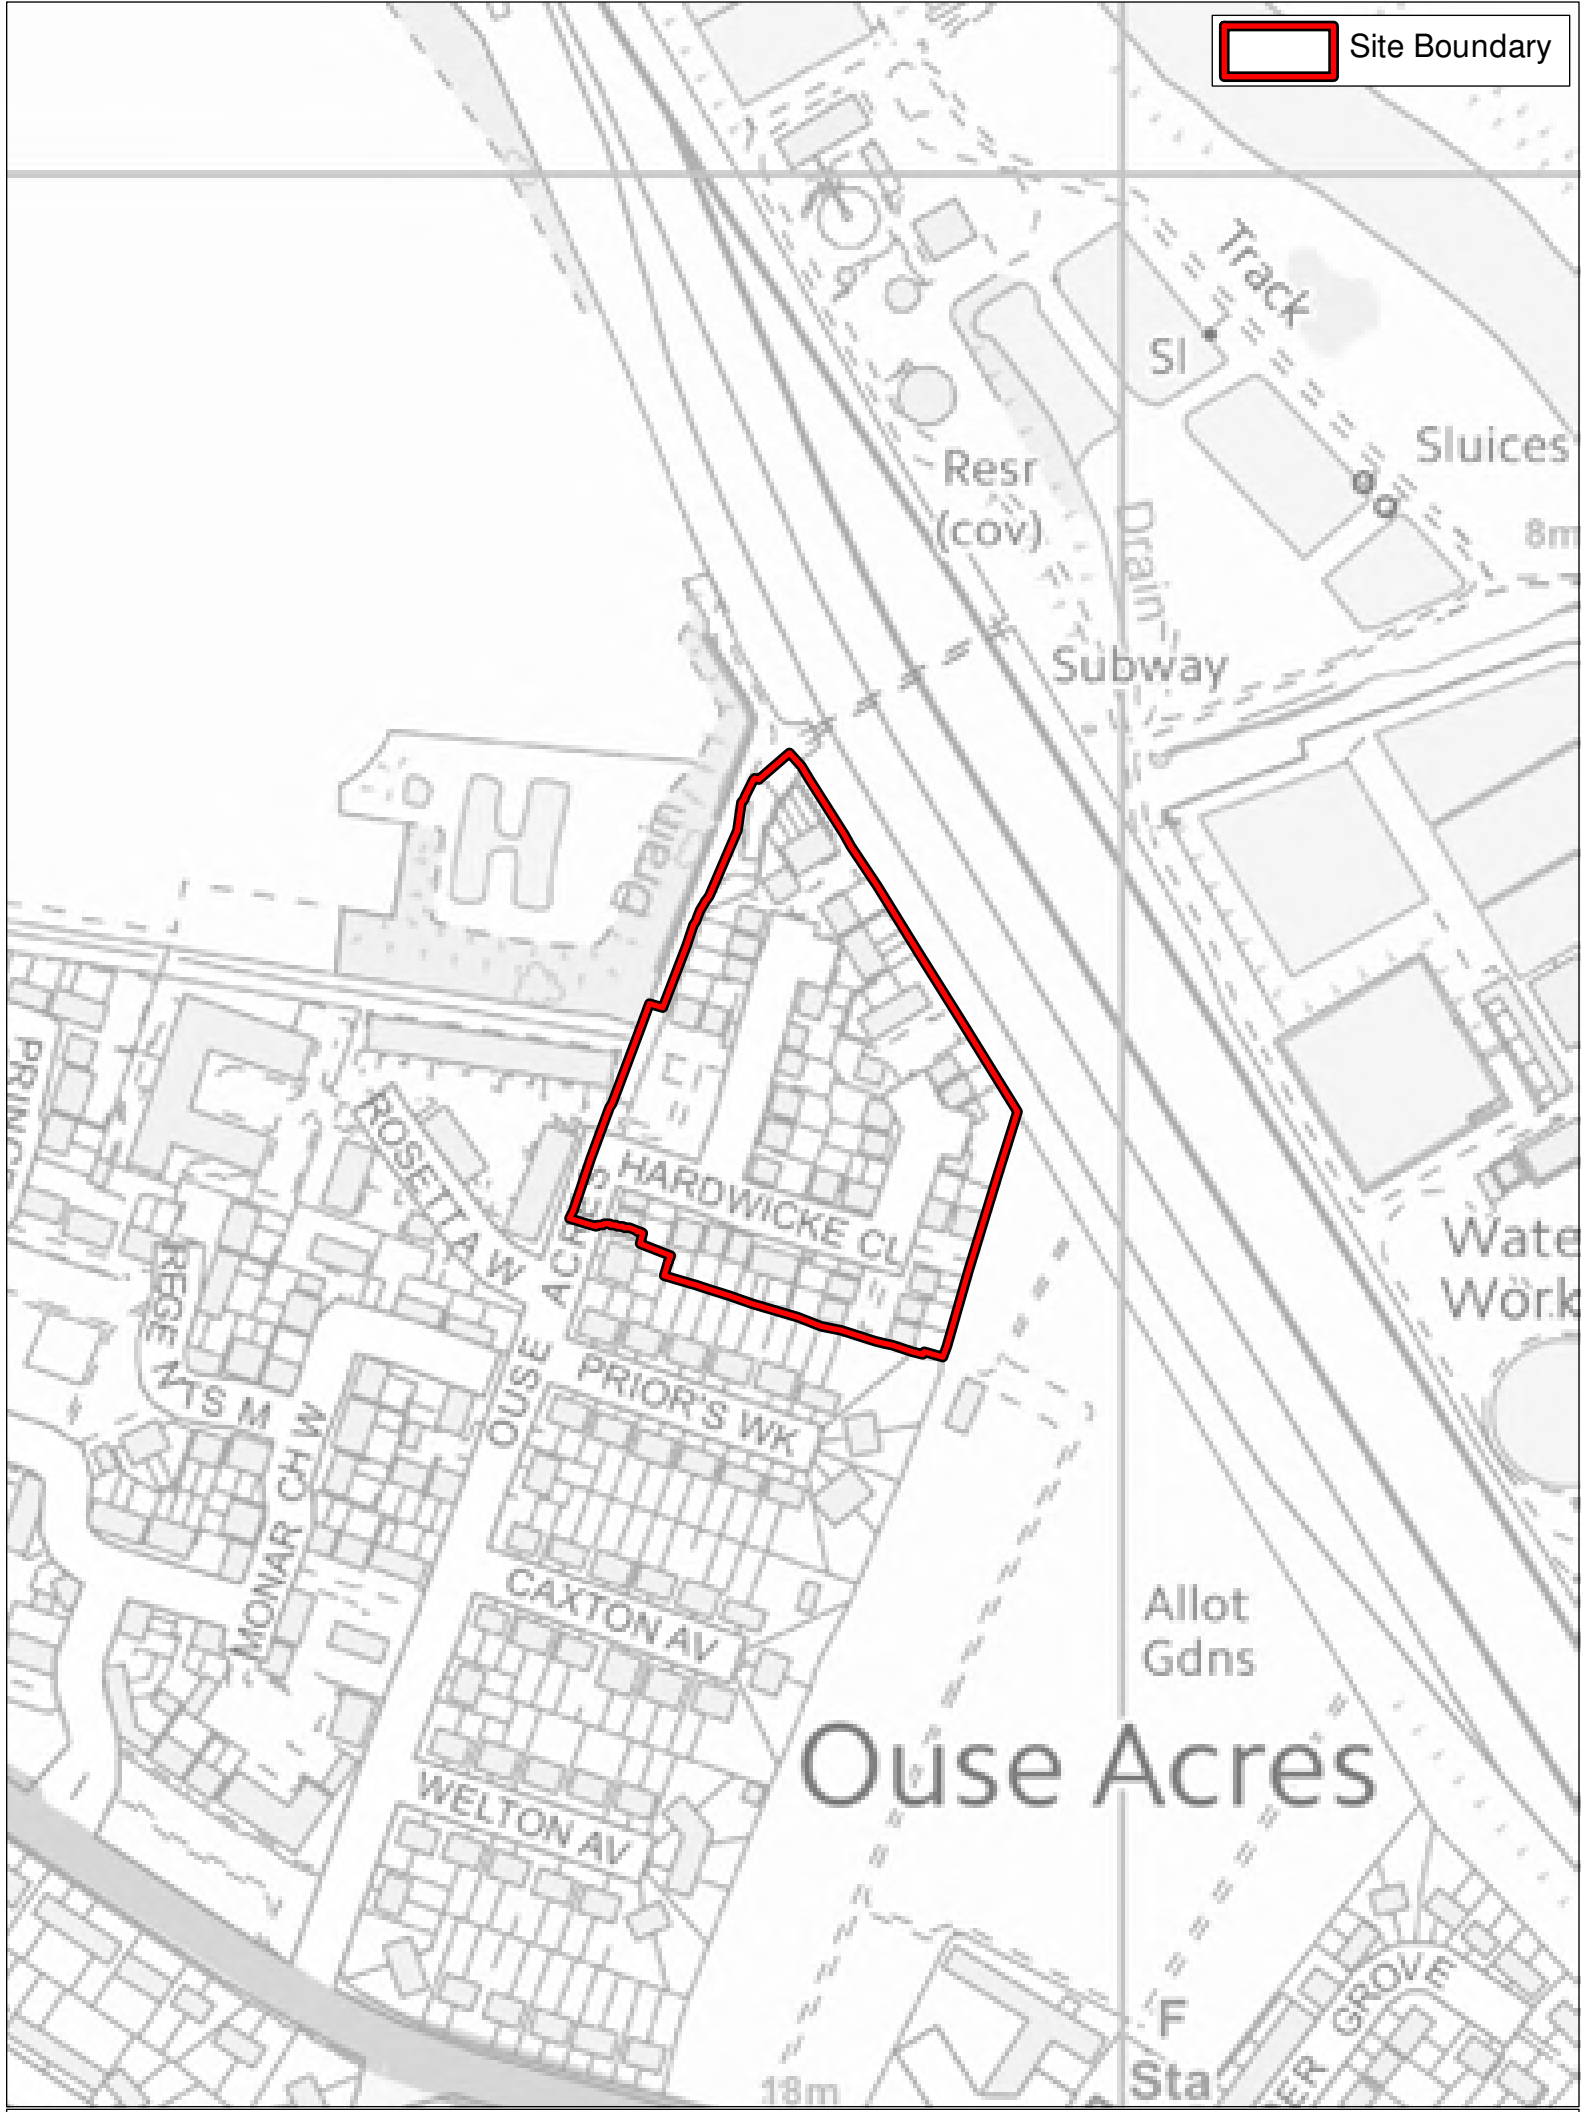 Site Boundary
Track
Sl
Sluices
Resr
(cov)
8m
Drain
Subway
Drain
HARDWICKE CL
ROSETTA W
OUSE ACR
PRIOR'S WK
REGE NTS M
MONAR CH W
Wate
Work
CAXTON AV
Allot
Gdns
Ouse Acres
WELTON AV
GROVE
F
Sta
18m